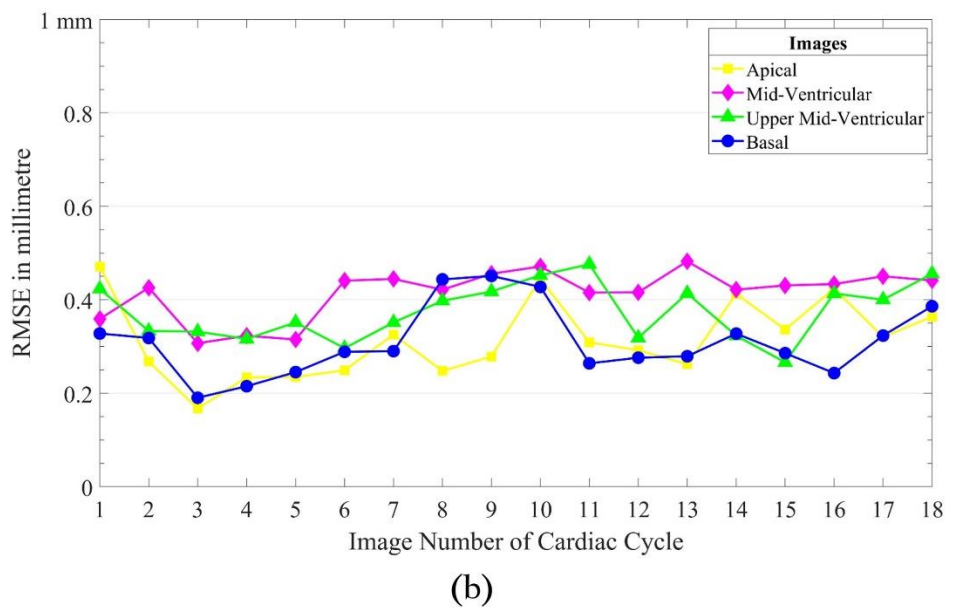 1 mm
0.8
0.6
0.4
0.2
0
RMSE in millimetre
Images
Apical
Mid-Ventricular
Upper Mid-Ventricular
Basal
1 2 3 4 5 6 7 8 9 10 11 12 13 14 15 16 17 18
Image Number of Cardiac Cycle
(b)